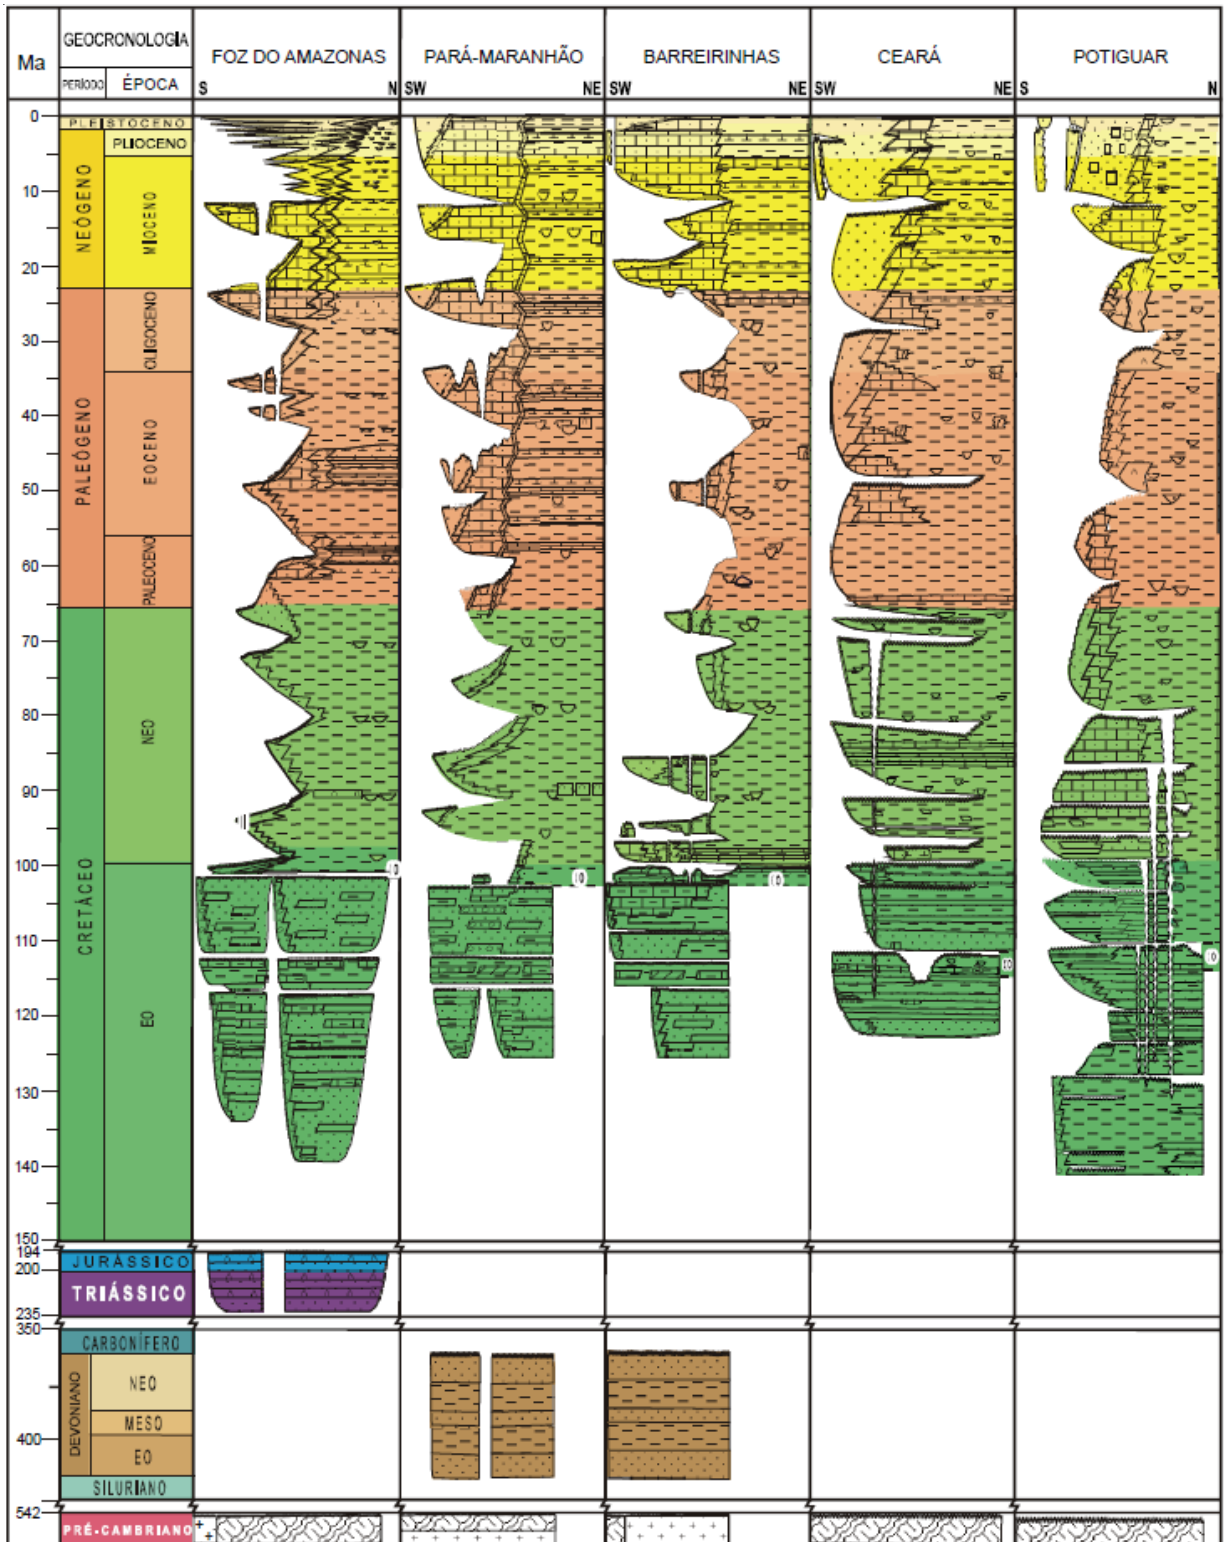 Ma
GEOCRONOLOGIA
PERÍODO
ÉPOCA
FOZ DO AMAZONAS
PARÁ-MARANHÃO
BARREIRINHAS
CEARÁ
POTIGUAR
S
N
SW
NE
SW
NE
SW
NE
S
N
0
10
20
30
40
50
60
70
80
90
100
110
120
130
140
150
194
200
235
350
400
542
PLEISTOCENO
PLIOCENO
NEÓGENO
MIOCENO
PALEÓGENO
OLIGOCENO
EOCENO
PALEOCENO
CRETÁCEO
NEO
EO
JURÁSSICO
TRIÁSSICO
CARBONÍFERO
DEVONIANO
NEO
MESO
EO
SILURIANO
PRÉ-CAMBRIANO